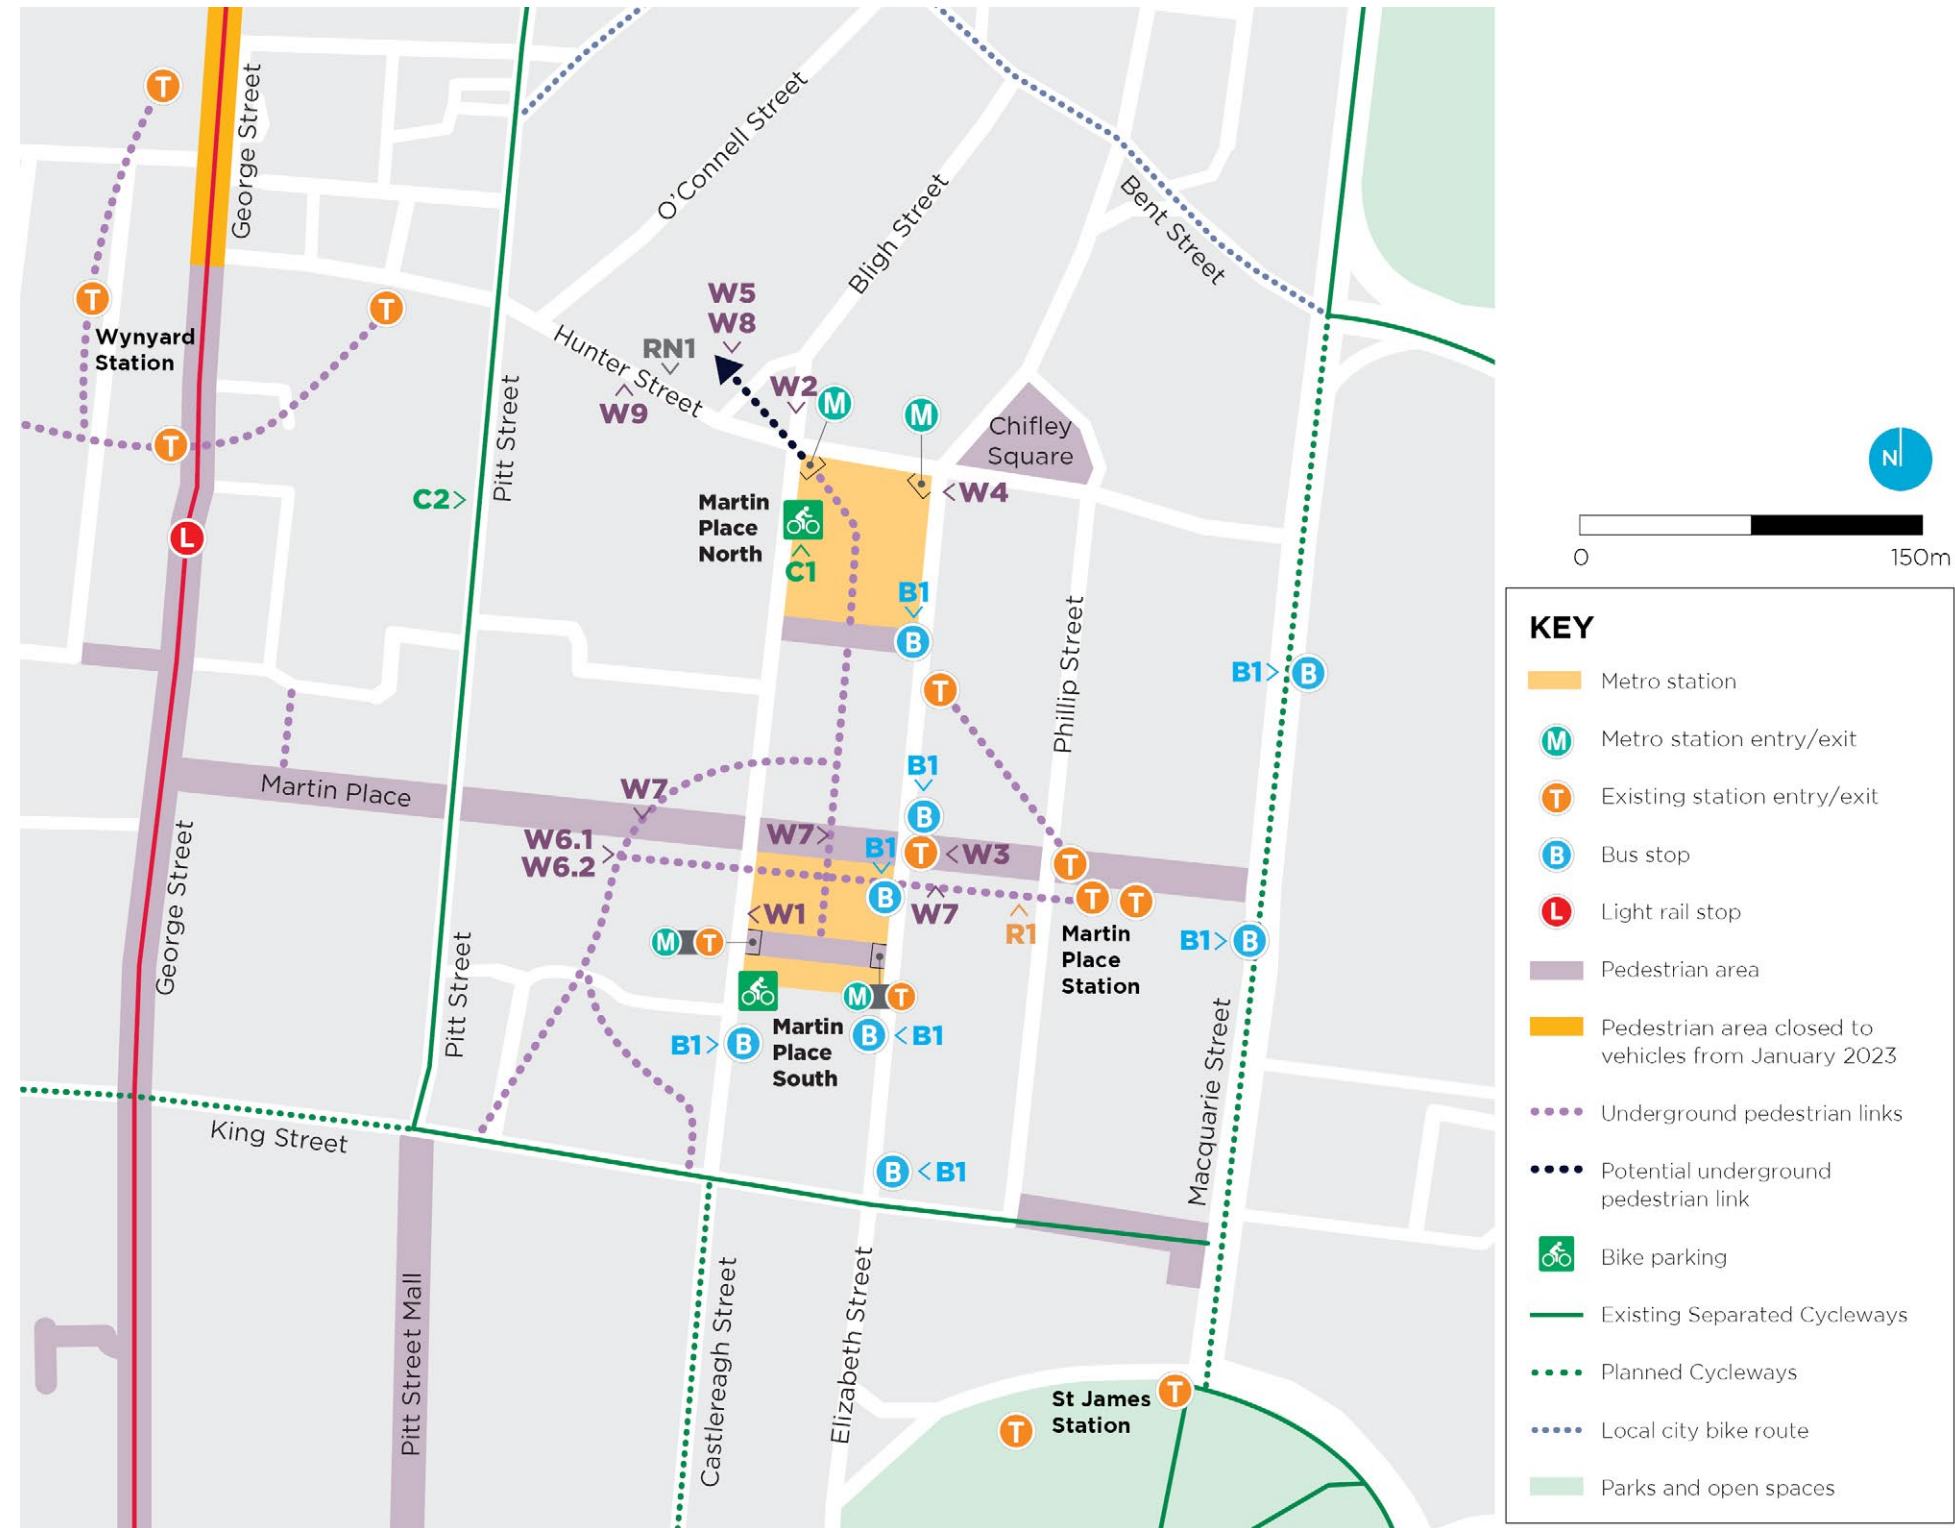 T
George Street
O'Connell Street
Bligh Street
Bent Street
T
Wynyard
Station
T
T
L
Pitt Street
Hunter Street
W5
W8
RN1
W9
W2
M
M
Chifley
Square
<W4
C2>
Martin
Place
North
C1
B1
B
T
Phillip Street
B1>
B
Martin Place
George Street
W7
W6.1
W6.2
W7>
B1
B
B1
B
T
<W3
T
T
T
W7
R1
<W1
M
T
Martin
Place
Station
B1>
B
M
T
B1>
B
Martin
Place
South
B
<B1
Pitt Street
King Street
B
<B1
Macquarie Street
Pitt Street Mall
Castlereagh Street
Elizabeth Street
St James
Station
T
T
N
0
150m
KEY
Metro station
M
Metro station entry/exit
T
Existing station entry/exit
B
Bus stop
L
Light rail stop
Pedestrian area
Pedestrian area closed to
vehicles from January 2023
Underground pedestrian links
Potential underground
pedestrian link
Bike parking
Existing Separated Cycleways
Planned Cycleways
Local city bike route
Parks and open spaces